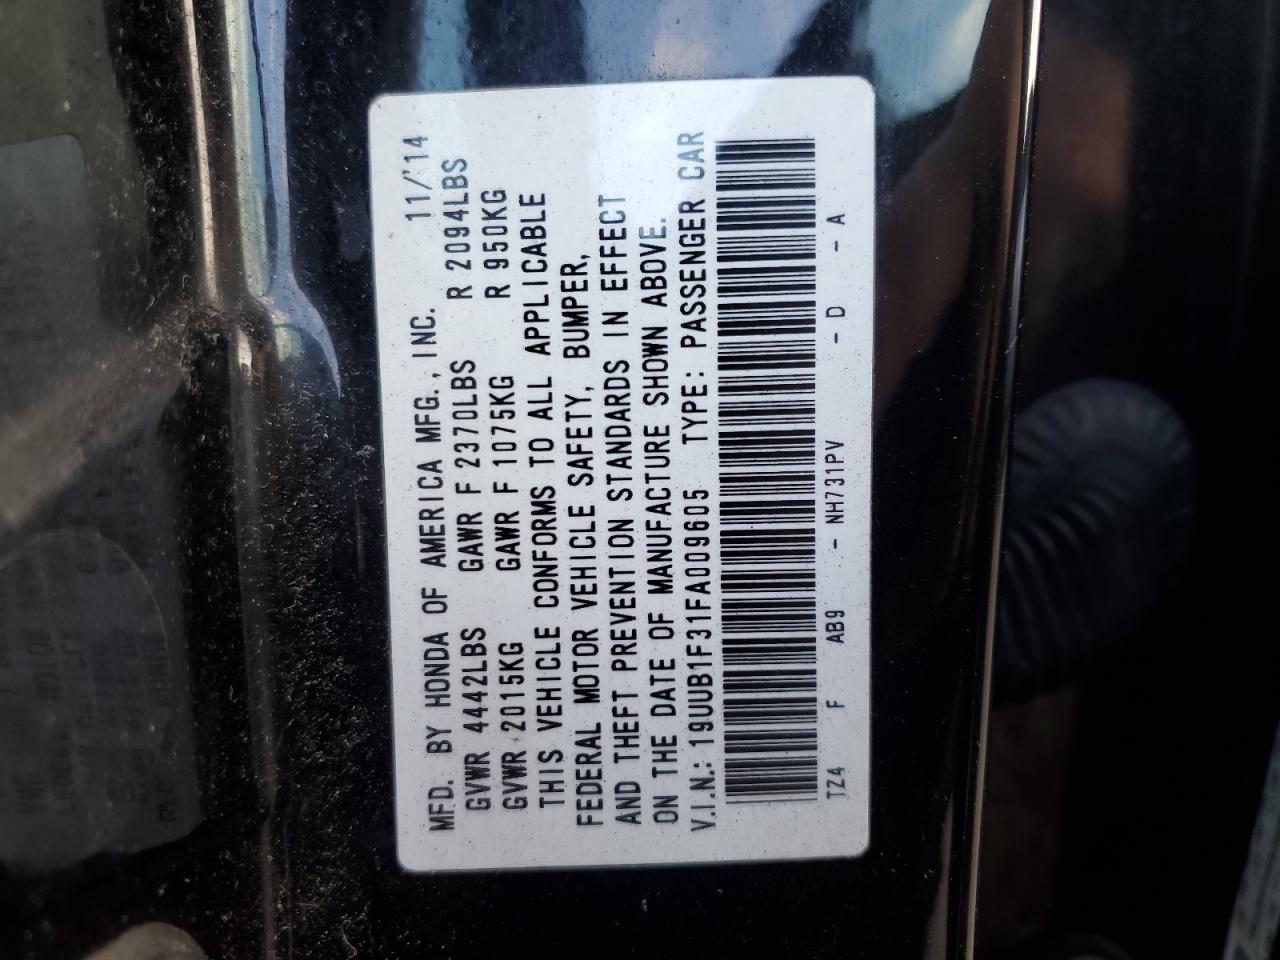 MFD. BY HONDA OF AMERICA MFG., INC. 11/'14
GVWR 4442LBS GAWR F 2370LBS R 2094LBS
GVWR 2015KG GAWR F 1075KG R 950KG
THIS VEHICLE CONFORMS TO ALL APPLICABLE
FEDERAL MOTOR VEHICLE SAFETY, BUMPER,
AND THEFT PREVENTION STANDARDS IN EFFECT
ON THE DATE OF MANUFACTURE SHOWN ABOVE.
V.I.N.: 19UUB1F31FA009605 TYPE: PASSENGER CAR
TZ4 F AB9 - NH731PV - D - A